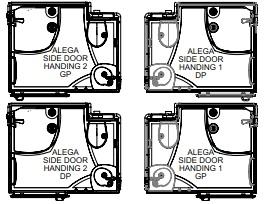 ALEGA
SIDE DOOR
HANDING 2
GP
ALEGA
SIDE DOOR
HANDING 1
DP
ALEGA
SIDE DOOR
HANDING 2
DP
ALEGA
SIDE DOOR
HANDING 1
GP